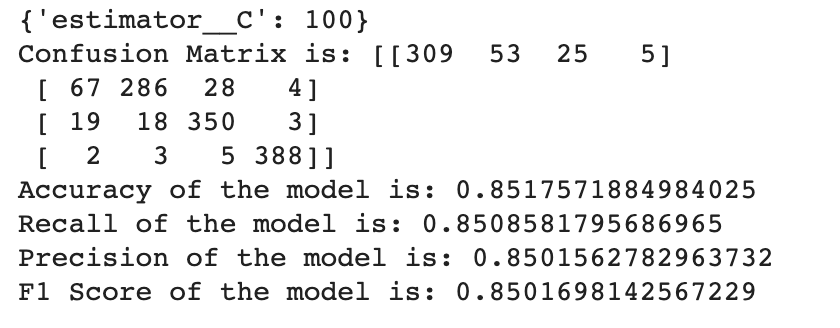 {'estimator__C': 100}
Confusion Matrix is: [[309  53  25   5]
 [ 67 286  28   4]
 [ 19  18 350   3]
 [  2   3   5 388]]
Accuracy of the model is: 0.8517571884984025
Recall of the model is: 0.8508581795686965
Precision of the model is: 0.8501562782963732
F1 Score of the model is: 0.8501698142567229